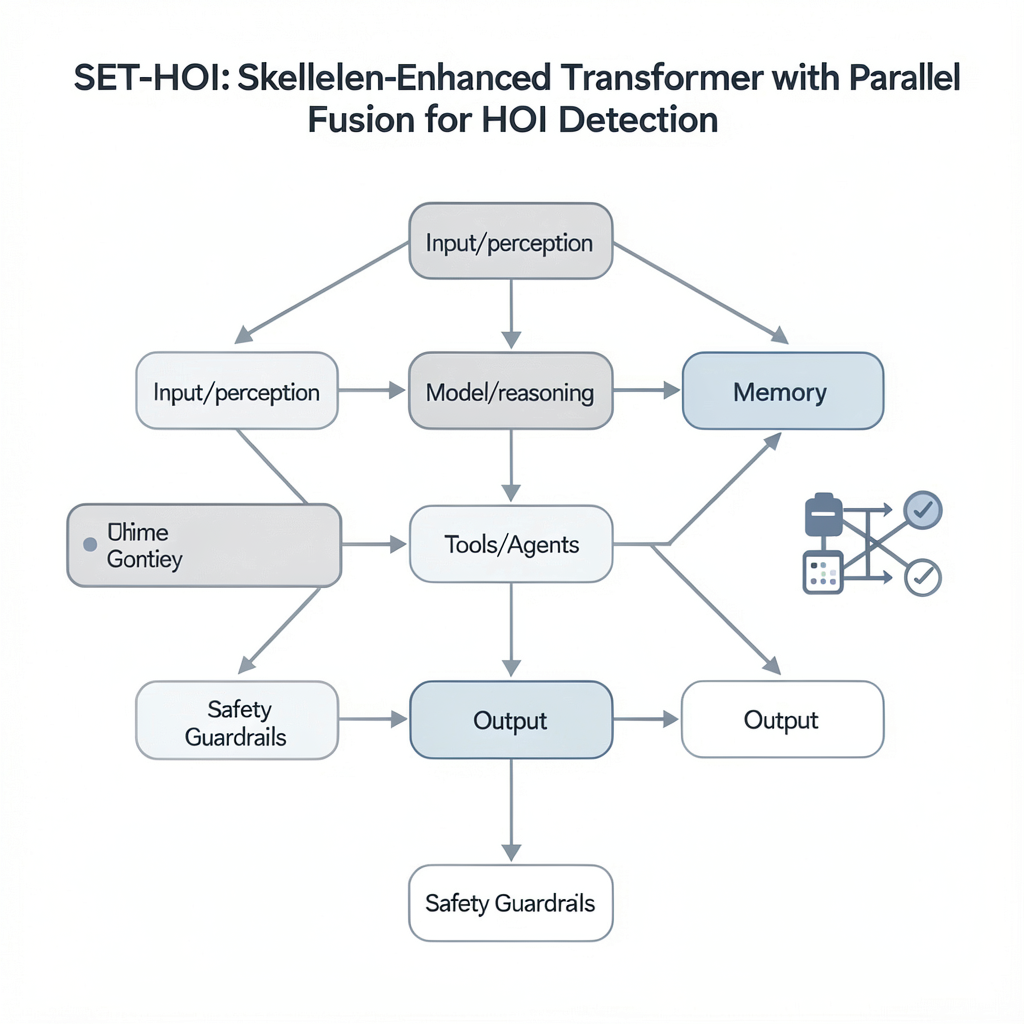 SET-HOI: Skellelen-Enhanced Transformer with Parallel
Fusion for HOI Detection
Input/perception
Input/perception
Model/reasoning
Memory
Ūhime
Gontiey
Tools/Agents
Safety
Guardrails
Output
Output
Safety Guardrails